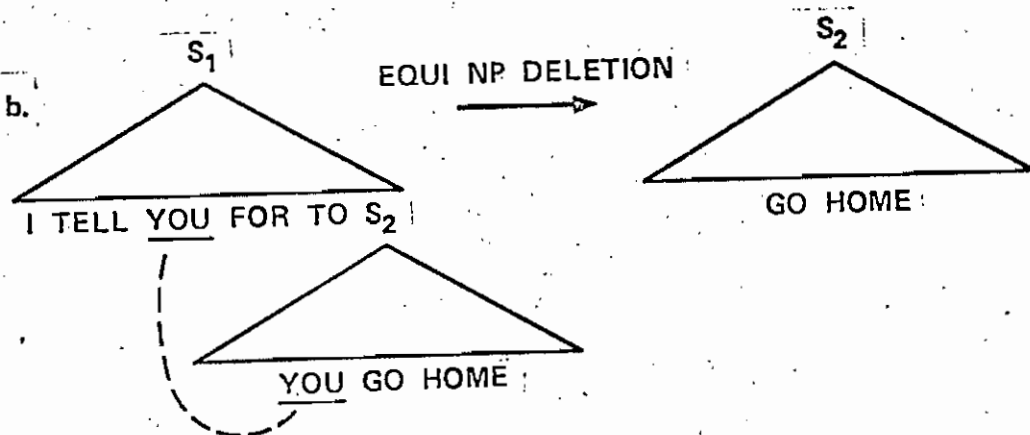 S₁
S₂
EQUI NP DELETION
b.
I TELL YOU FOR TO S₂
GO HOME
YOU GO HOME